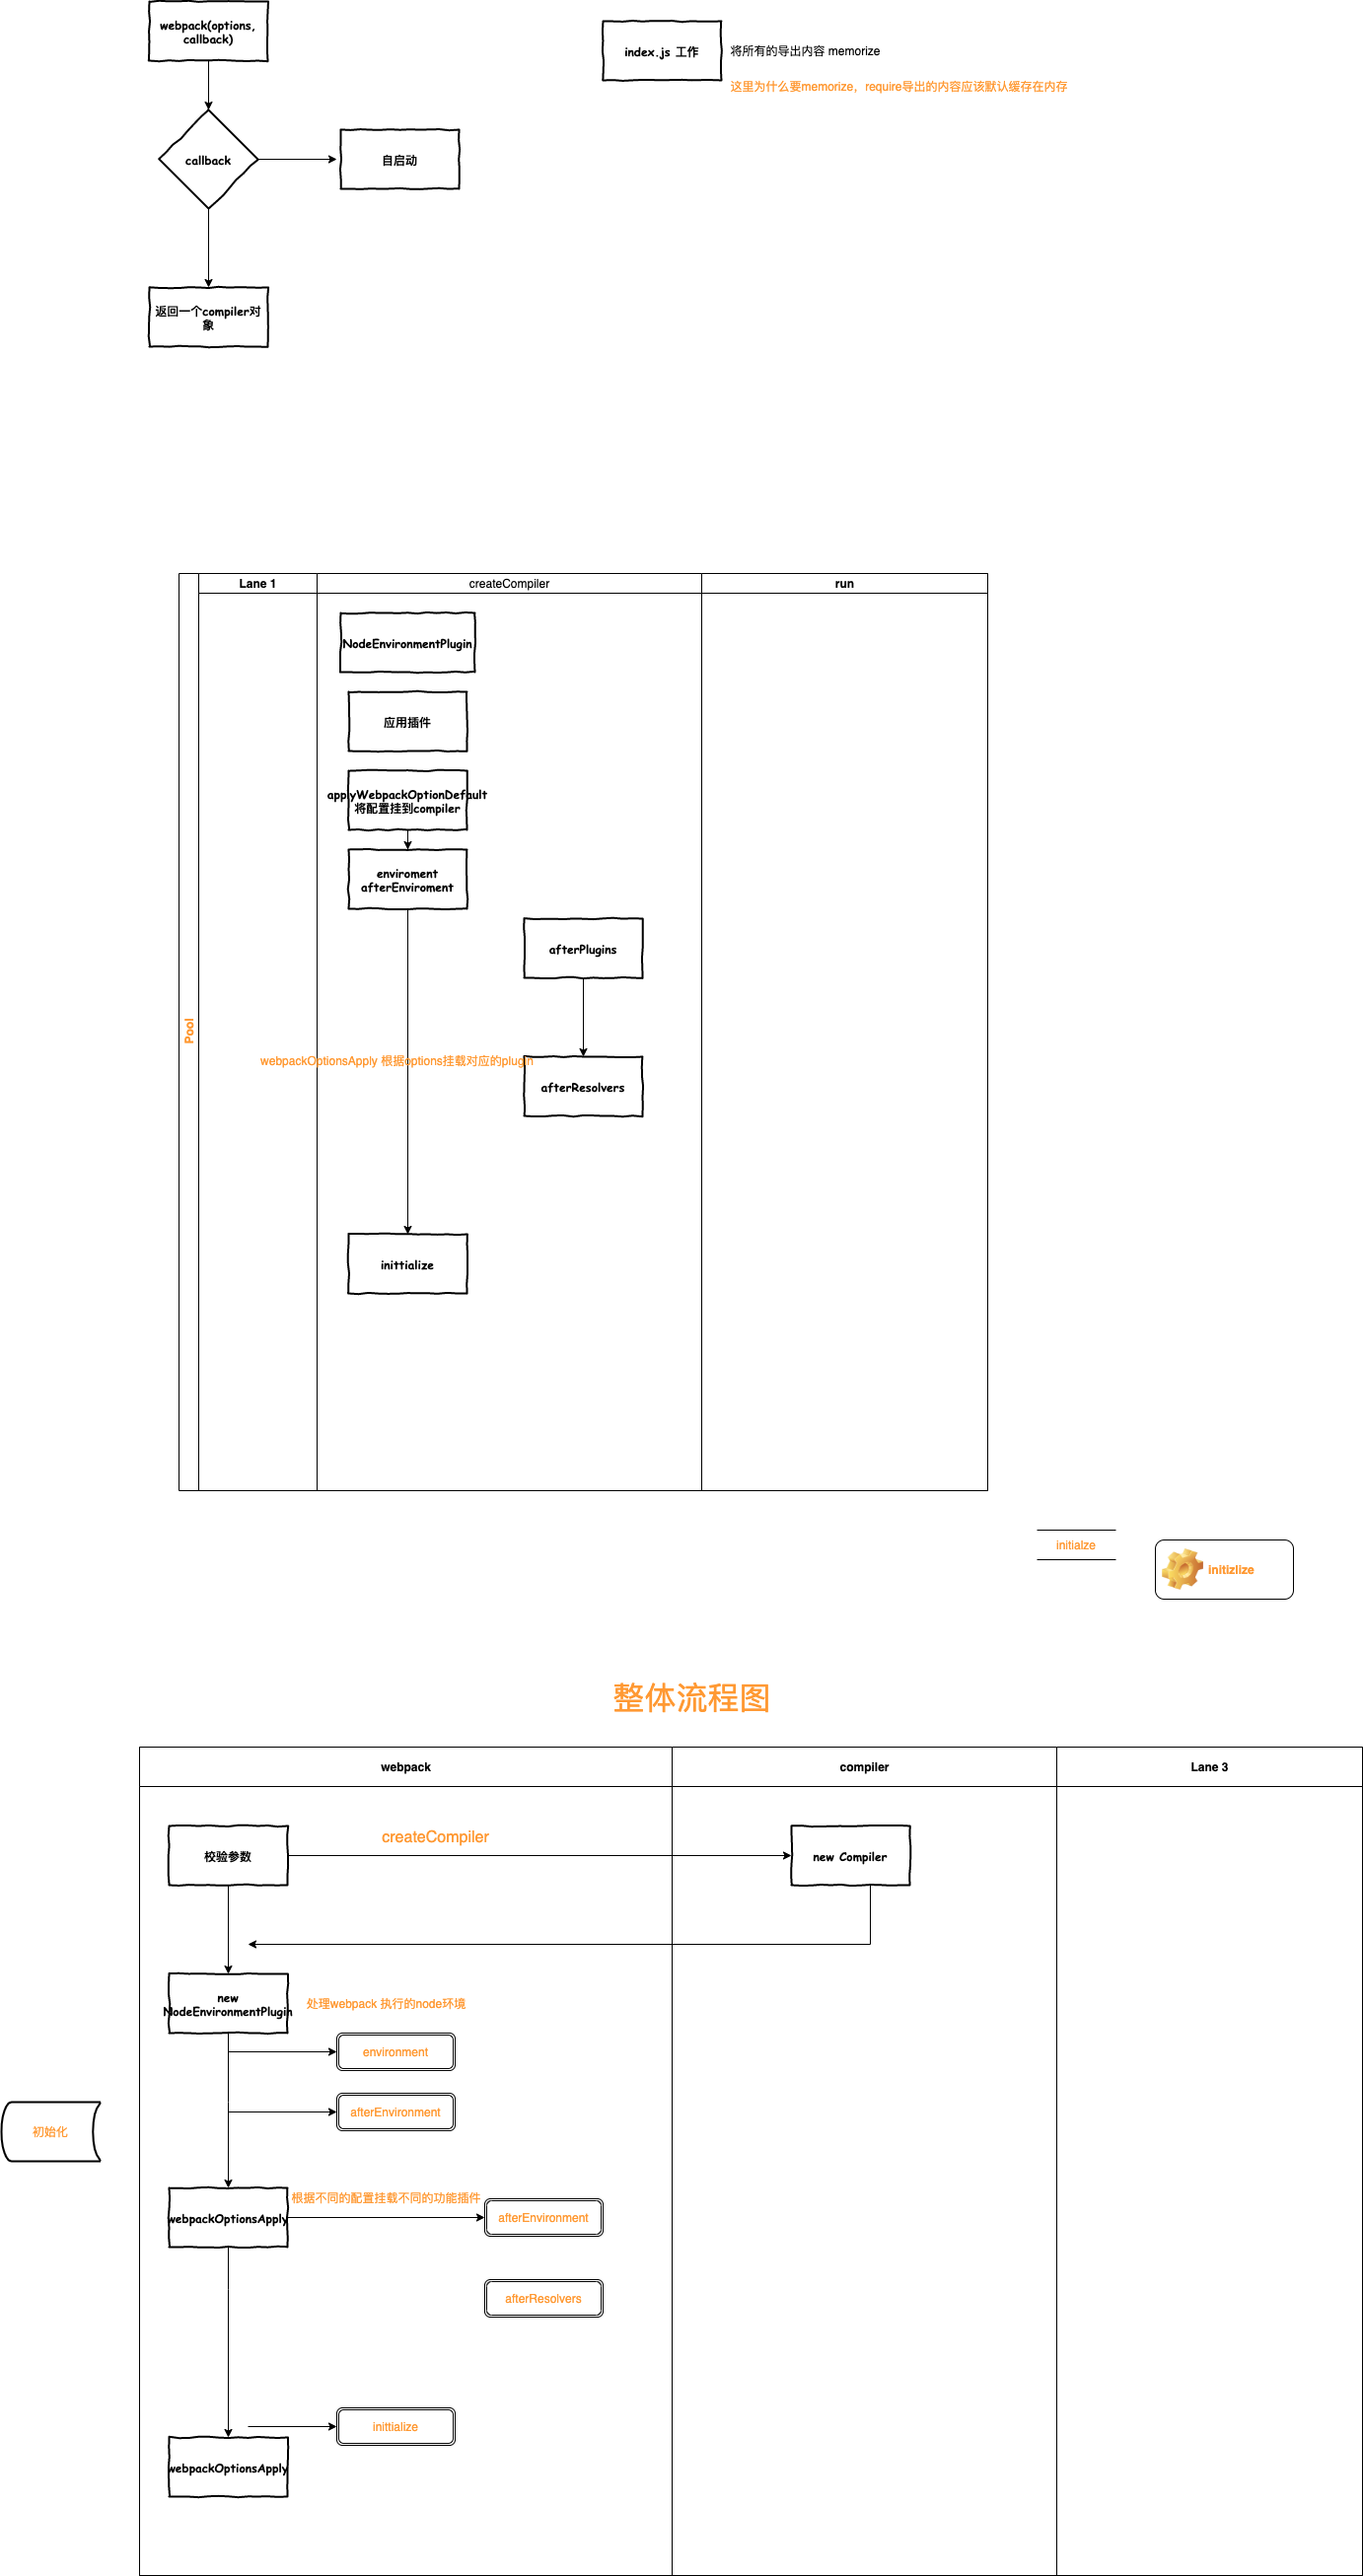 webpack(options,
callback)
index.js 工作
将所有的导出内容 memorize
这里为什么要memorize，require导出的内容应该默认缓存在内存
callback
自启动
返回一个compiler对
象
Pool
Lane 1
createCompiler
run
NodeEnvironmentPlugin
应用插件
applyWebpackOptionDefault
将配置挂到compiler
enviroment
afterEnviroment
afterPlugins
webpackOptionsApply 根据options挂载对应的plugin
afterResolvers
inittialize
initialze
initizlize
整体流程图
webpack
compiler
Lane 3
校验参数
createCompiler
new Compiler
new
NodeEnvironmentPlugin
处理webpack 执行的node环境
environment
afterEnvironment
初始化
根据不同的配置挂载不同的功能插件
webpackOptionsApply
afterEnvironment
afterResolvers
inittialize
webpackOptionsApply